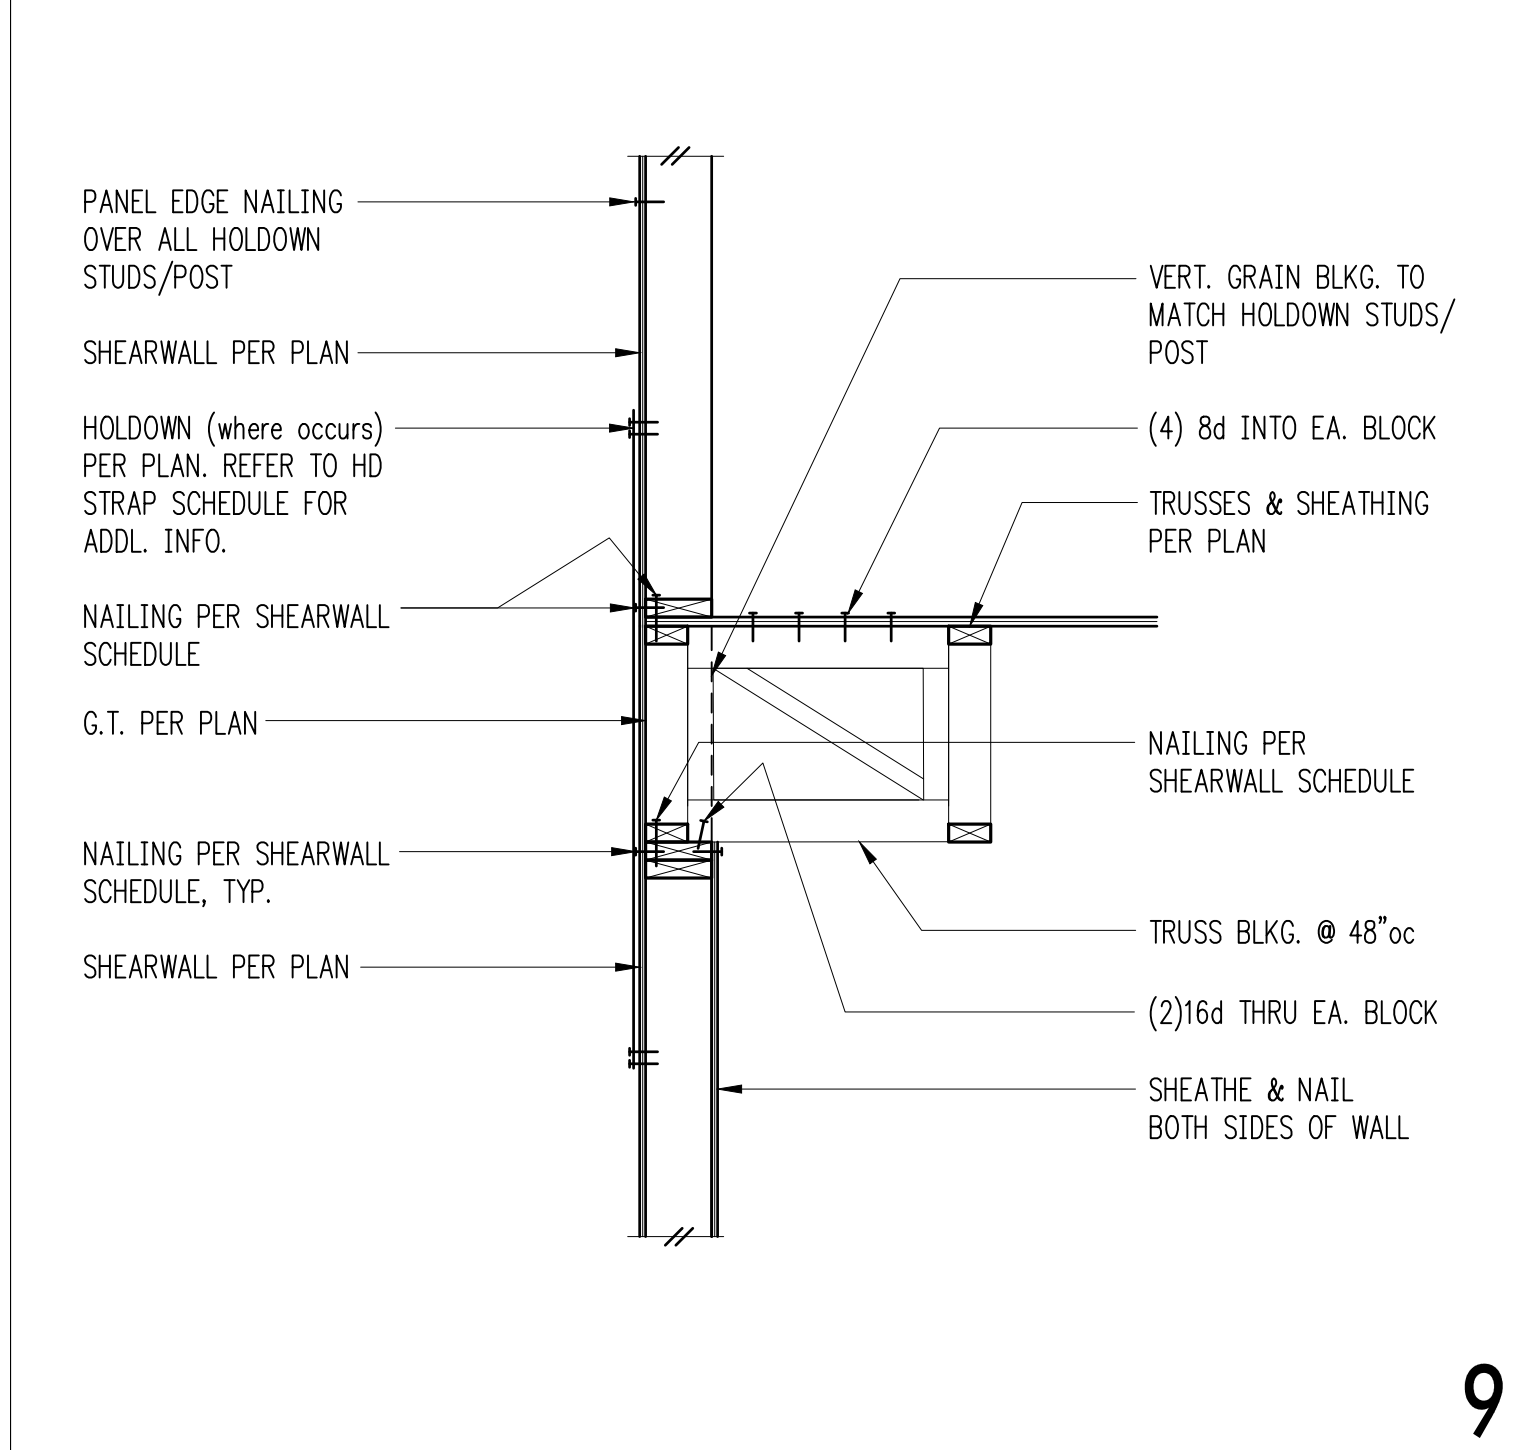 PANEL EDGE NAILING
OVER ALL HOLDOWN
STUDS/POST
SHEARWALL PER PLAN
HOLDOWN (where occurs)
PER PLAN. REFER TO HD
STRAP SCHEDULE FOR
ADDL. INFO.
NAILING PER SHEARWALL
SCHEDULE
G.T. PER PLAN
NAILING PER SHEARWALL
SCHEDULE, TYP.
SHEARWALL PER PLAN
VERT. GRAIN BLKG. TO
MATCH HOLDOWN STUDS/
POST
(4) 8d INTO EA. BLOCK
TRUSSES & SHEATHING
PER PLAN
NAILING PER
SHEARWALL SCHEDULE
TRUSS BLKG. @ 48"oc
(2)16d THRU EA. BLOCK
SHEATHE & NAIL
BOTH SIDES OF WALL
9